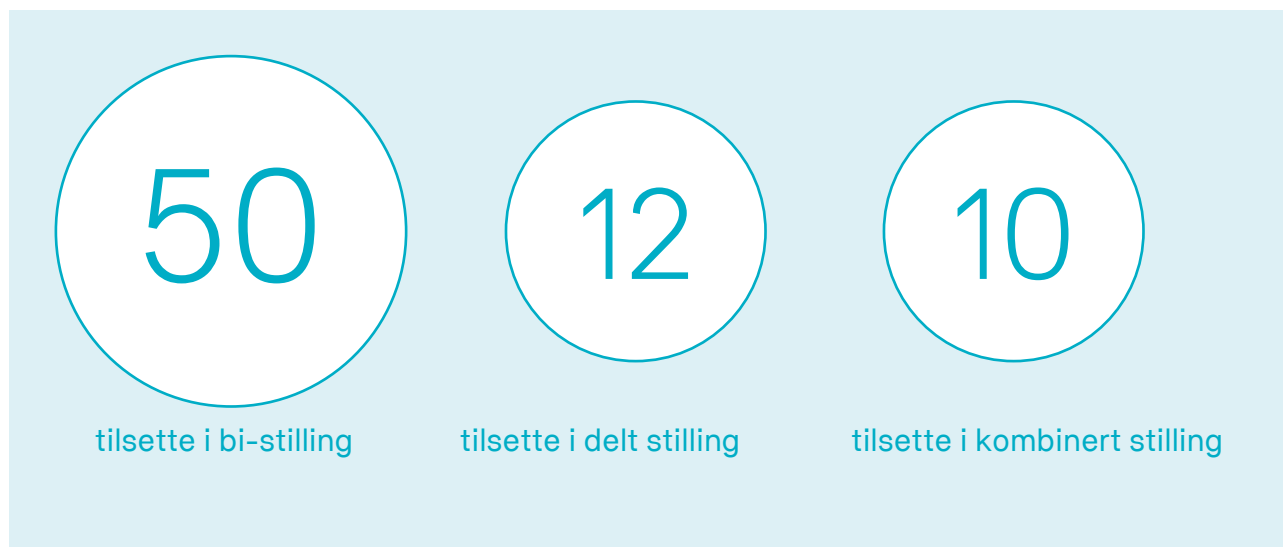 50
12
10
tilsette i bi-stilling
tilsette i delt stilling
tilsette i kombinert stilling